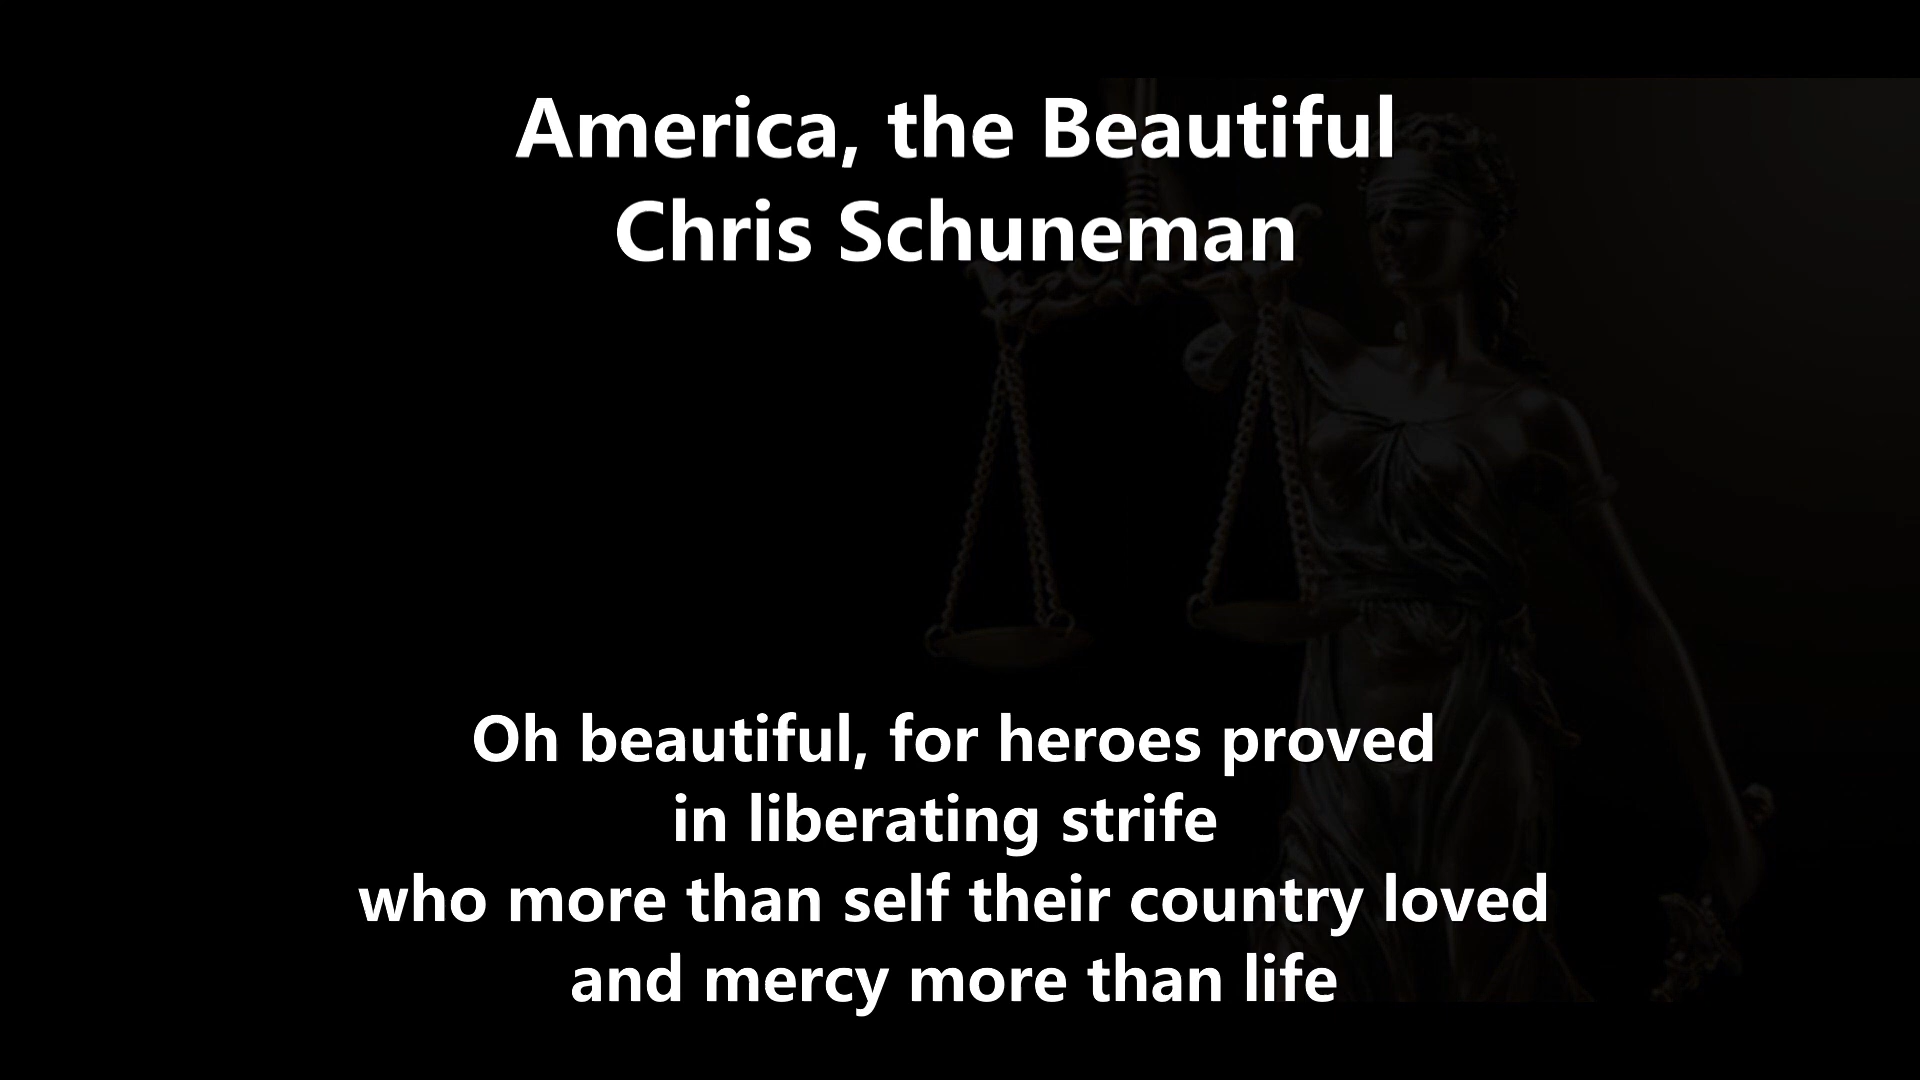 America, the Beautiful
Chris Schuneman
Oh beautiful, for heroes proved
in liberating strife
who more than self their country loved
and mercy more than life